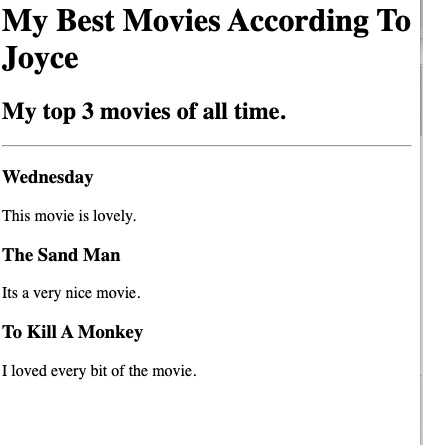 My Best Movies According To
Joyce
My top 3 movies of all time.
Wednesday
This movie is lovely.
The Sand Man
Its a very nice movie.
To Kill A Monkey
I loved every bit of the movie.